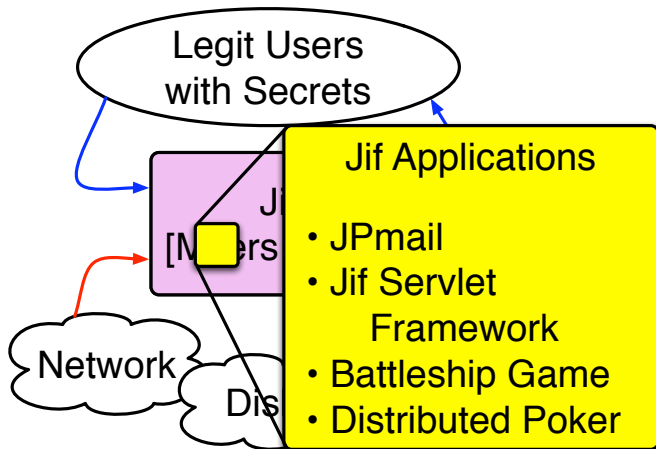 Legit Users
with Secrets
Jif Applications
• JPmail
• Jif Servlet
Framework
• Battleship Game
• Distributed Poker
Network